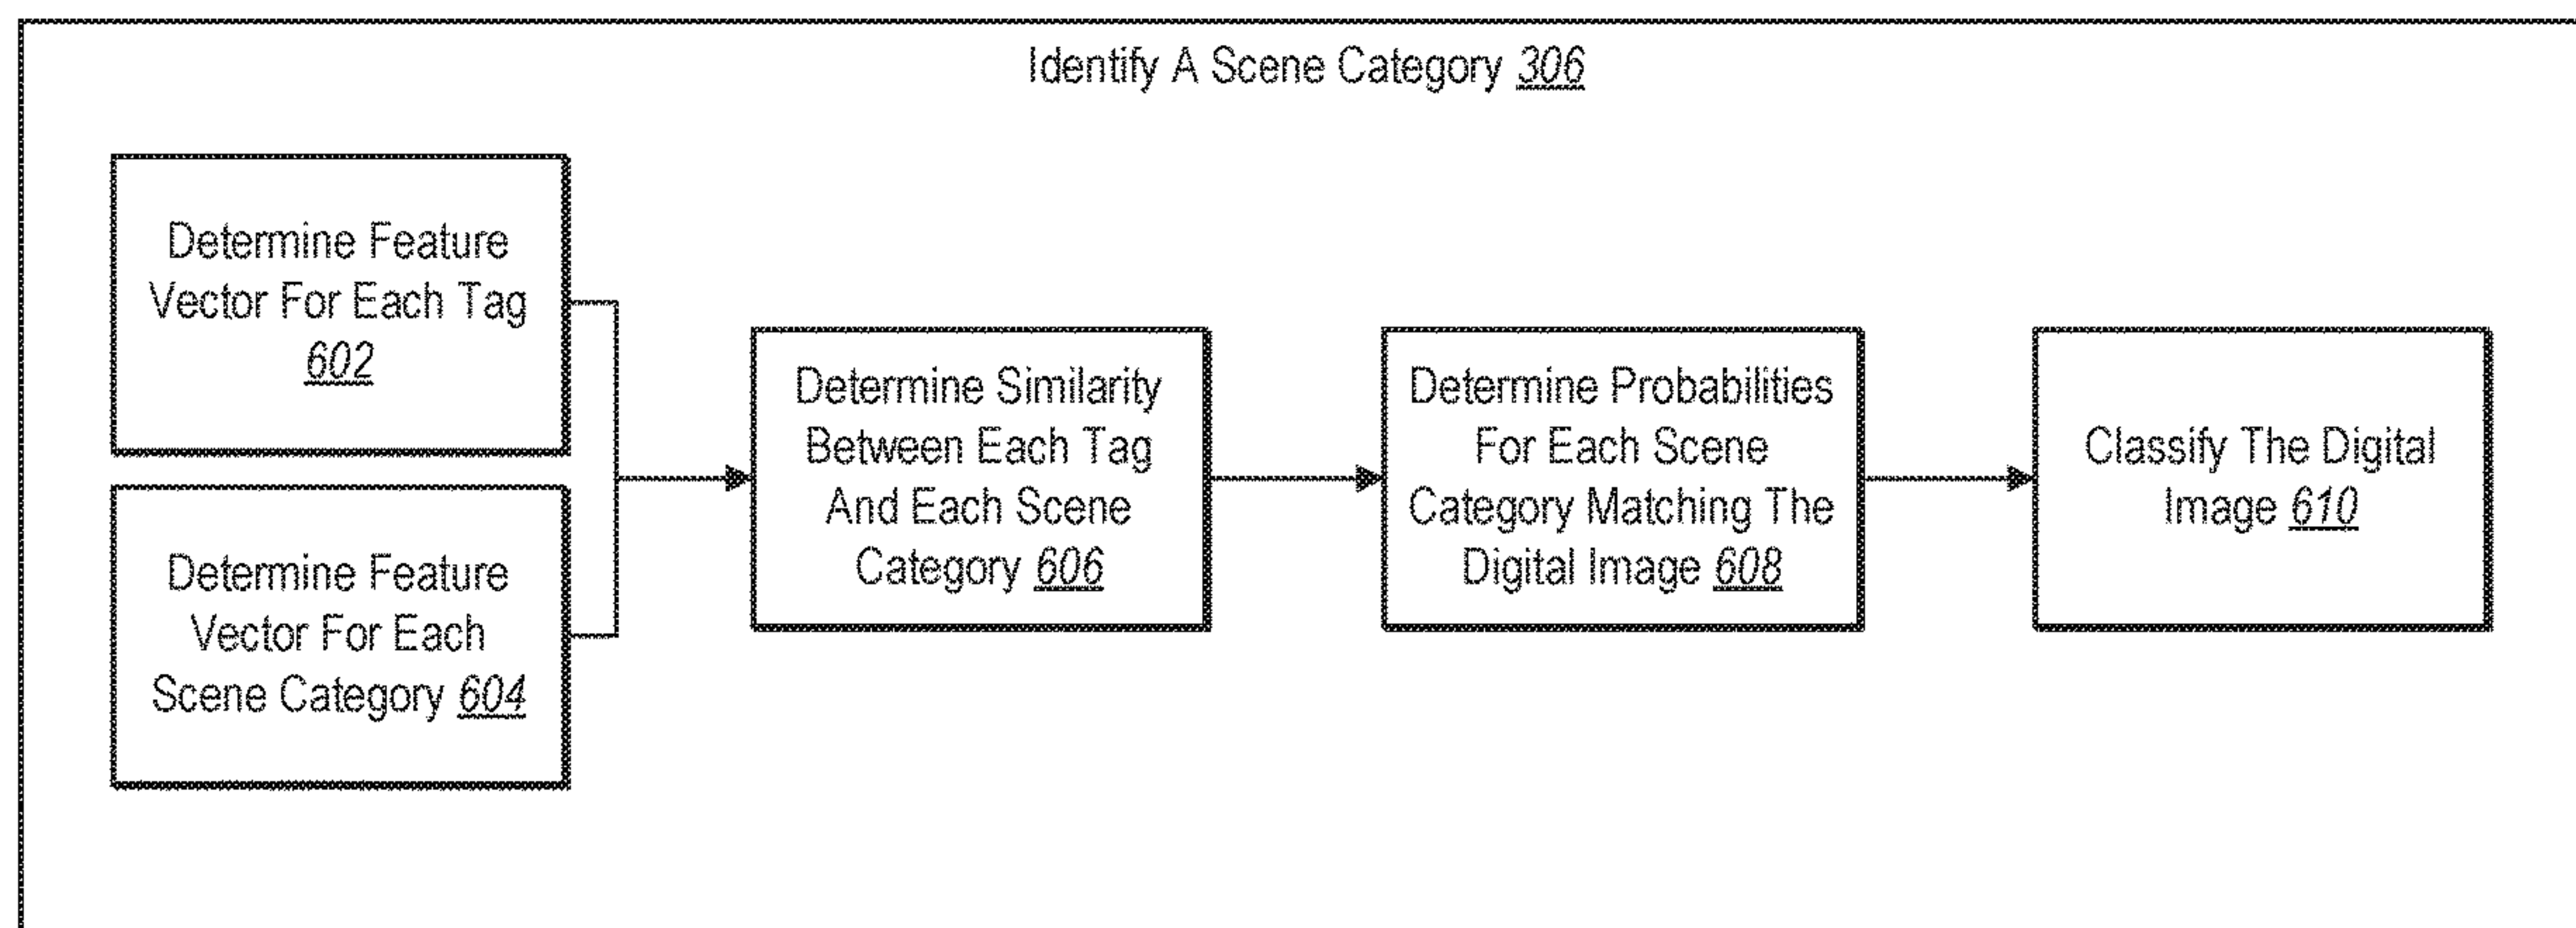 Identify A Scene Category 306
Determine Feature
Vector For Each Tag
602
Determine Feature
Vector For Each
Scene Category 604
Determine Similarity
Between Each Tag
And Each Scene
Category 606
Determine Probabilities
For Each Scene
Category Matching The
Digital Image 608
Classify The Digital
Image 610